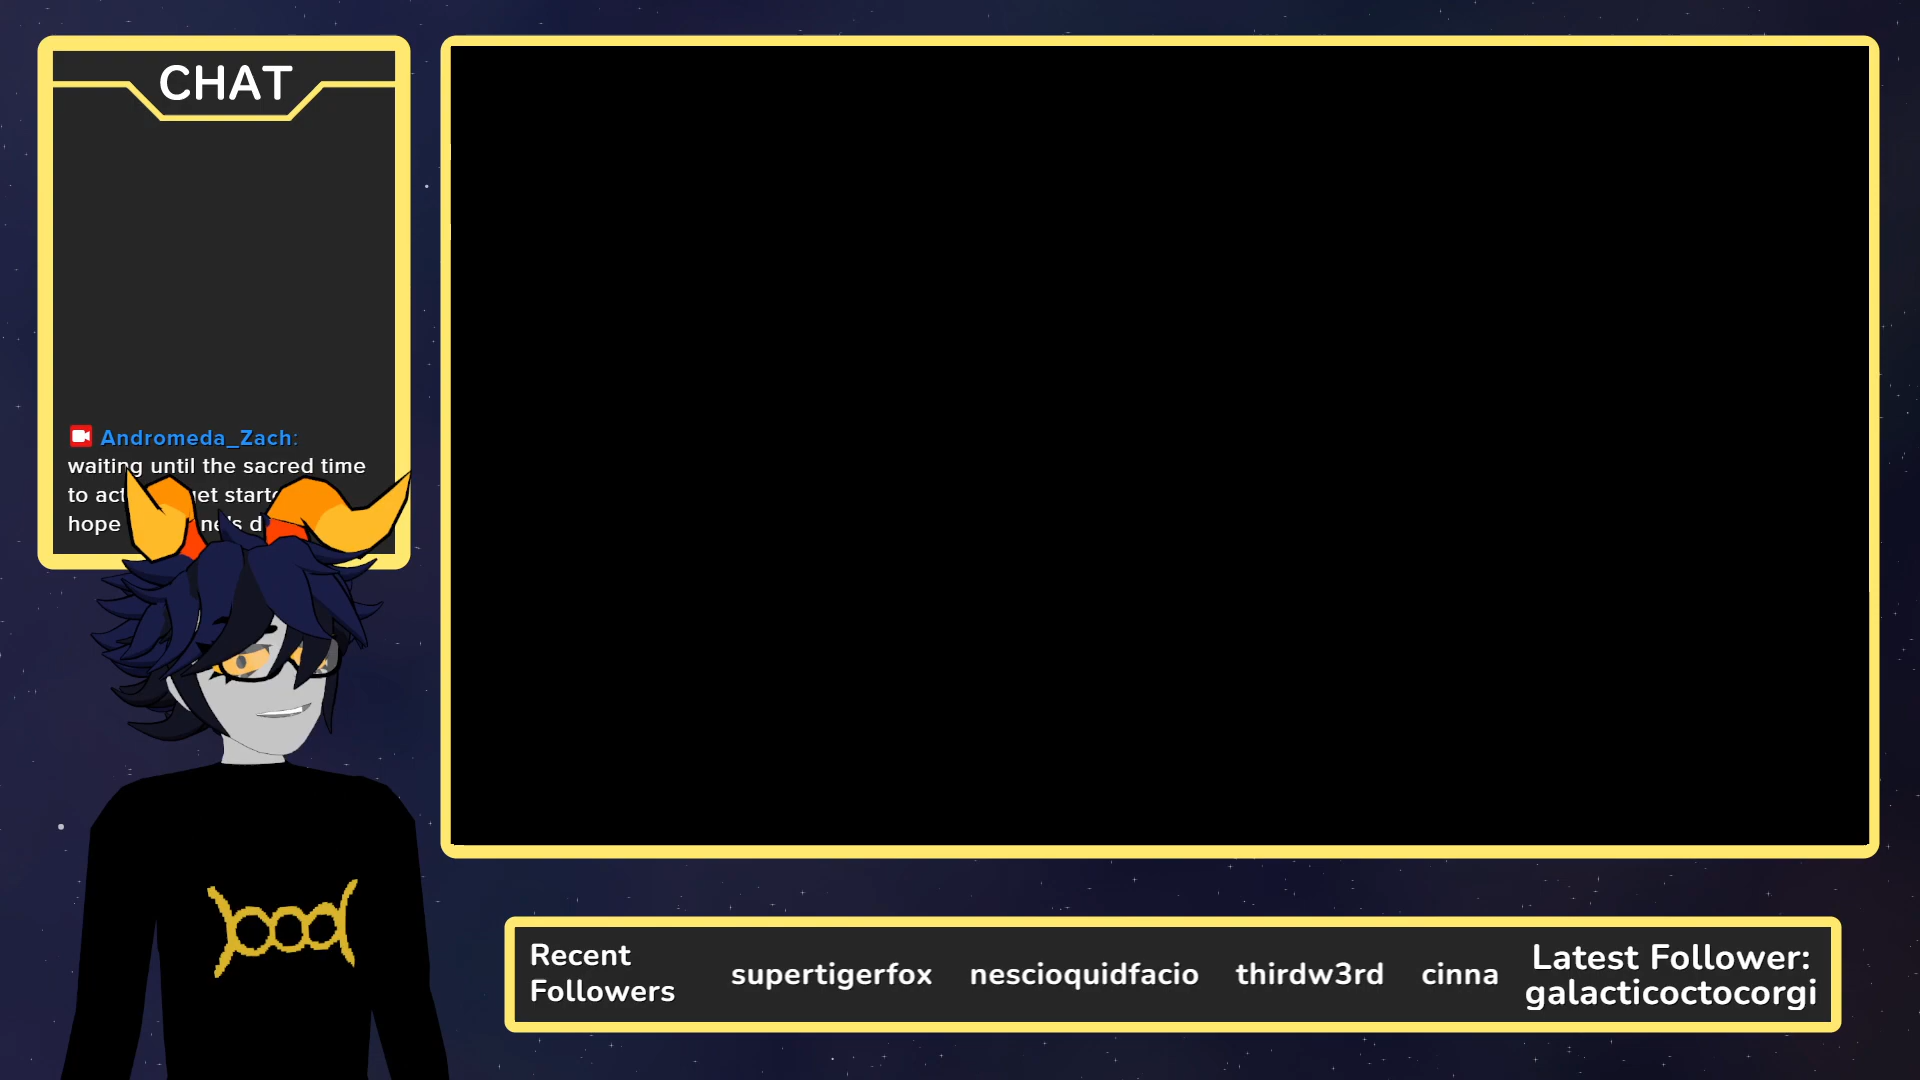 CHAT
Andromeda_Zach:
waiting until the sacred time
to act get start
hope d
Recent
Followers
supertigerfox nescioquidfacio thirdw3rd cinna
Latest Follower:
galacticoctocorgi